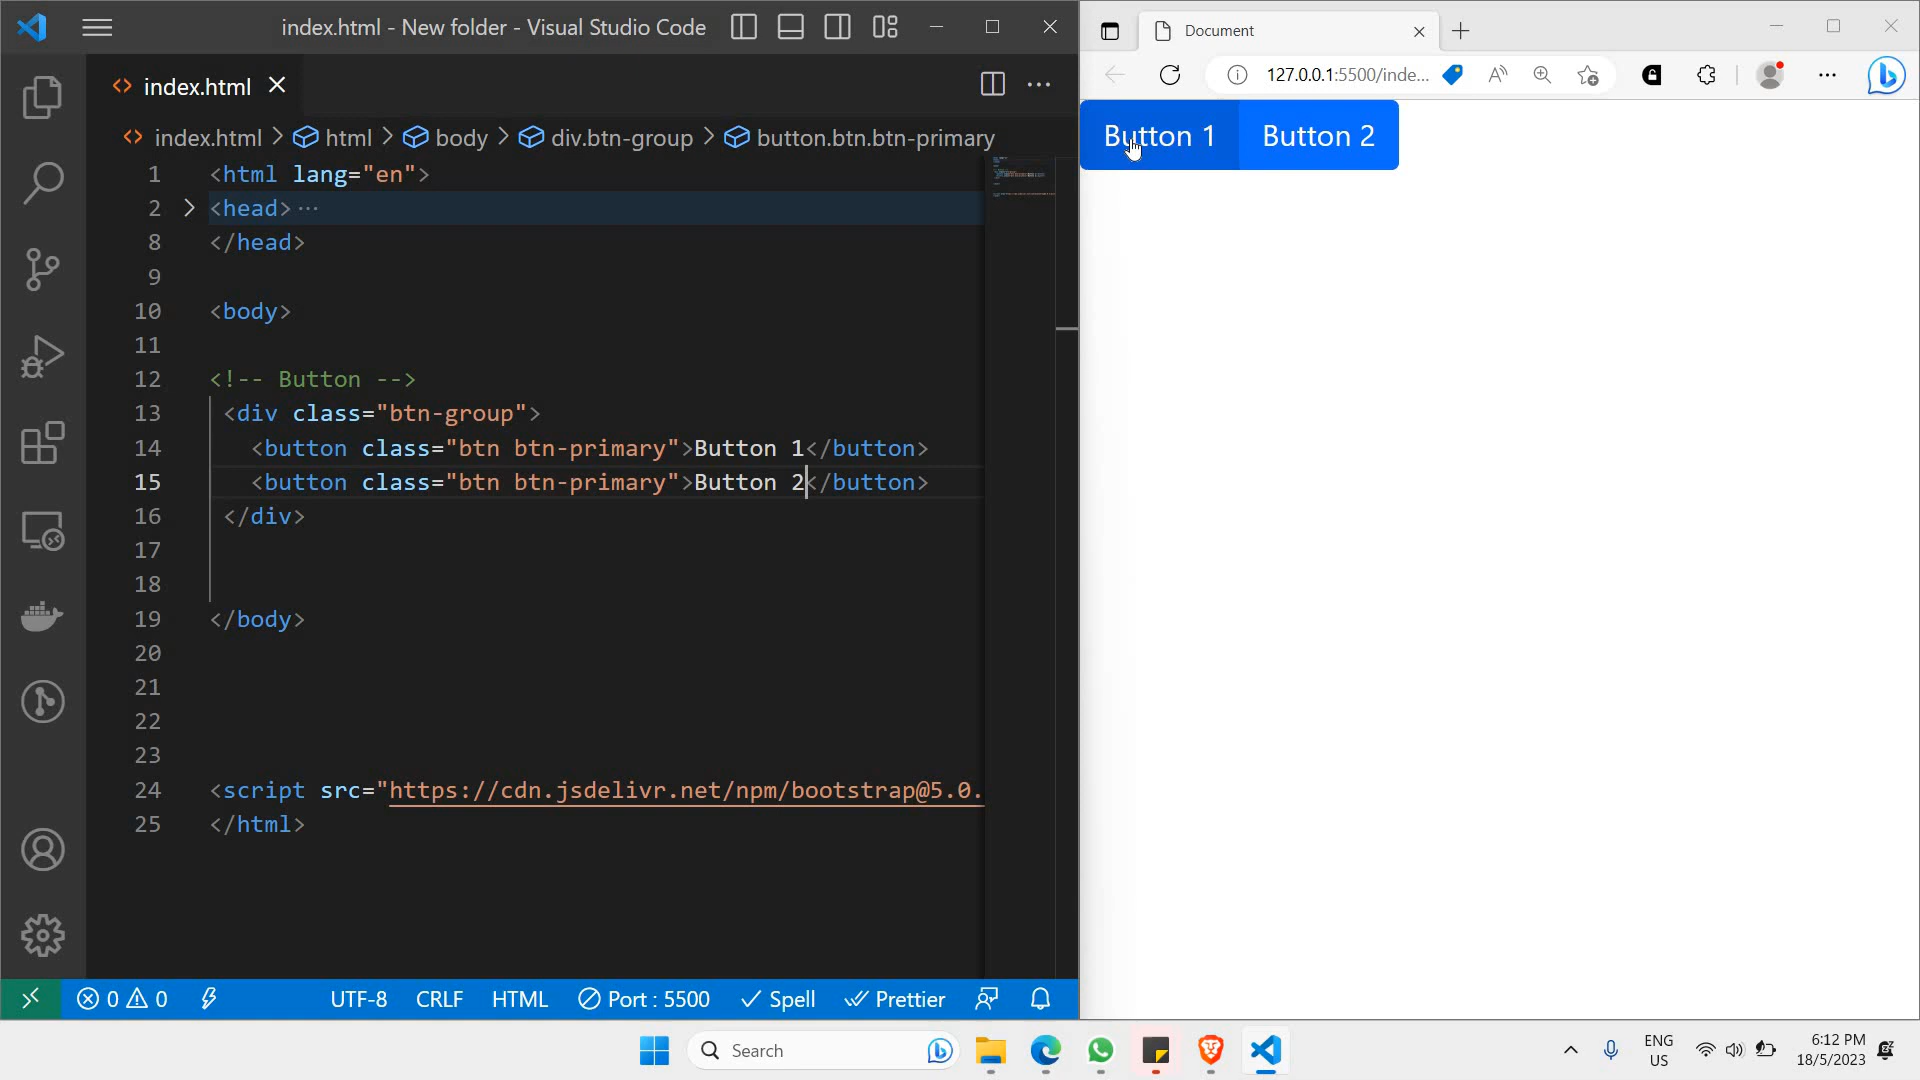 index.html - New folder - Visual Studio Code
index.html
index.html > html > body > div.btn-group > button.btn.btn-primary
1 <html lang="en">
2 <head> ···
8 </head>
9
10 <body>
11
12 <!-- Button -->
13 <div class="btn-group">
14 <button class="btn btn-primary">Button 1</button>
15 <button class="btn btn-primary">Button 2</button>
16 </div>
17
18
19 </body>
20
21
22
23
24 <script src="https://cdn.jsdelivr.net/npm/bootstrap@5.0.
25 </html>
0 0 UTF-8 CRLF HTML Port : 5500 Spell Prettier
Document
127.0.0.1:5500/inde...
Button 1 Button 2
Search
ENG
US
6:12 PM
18/5/2023